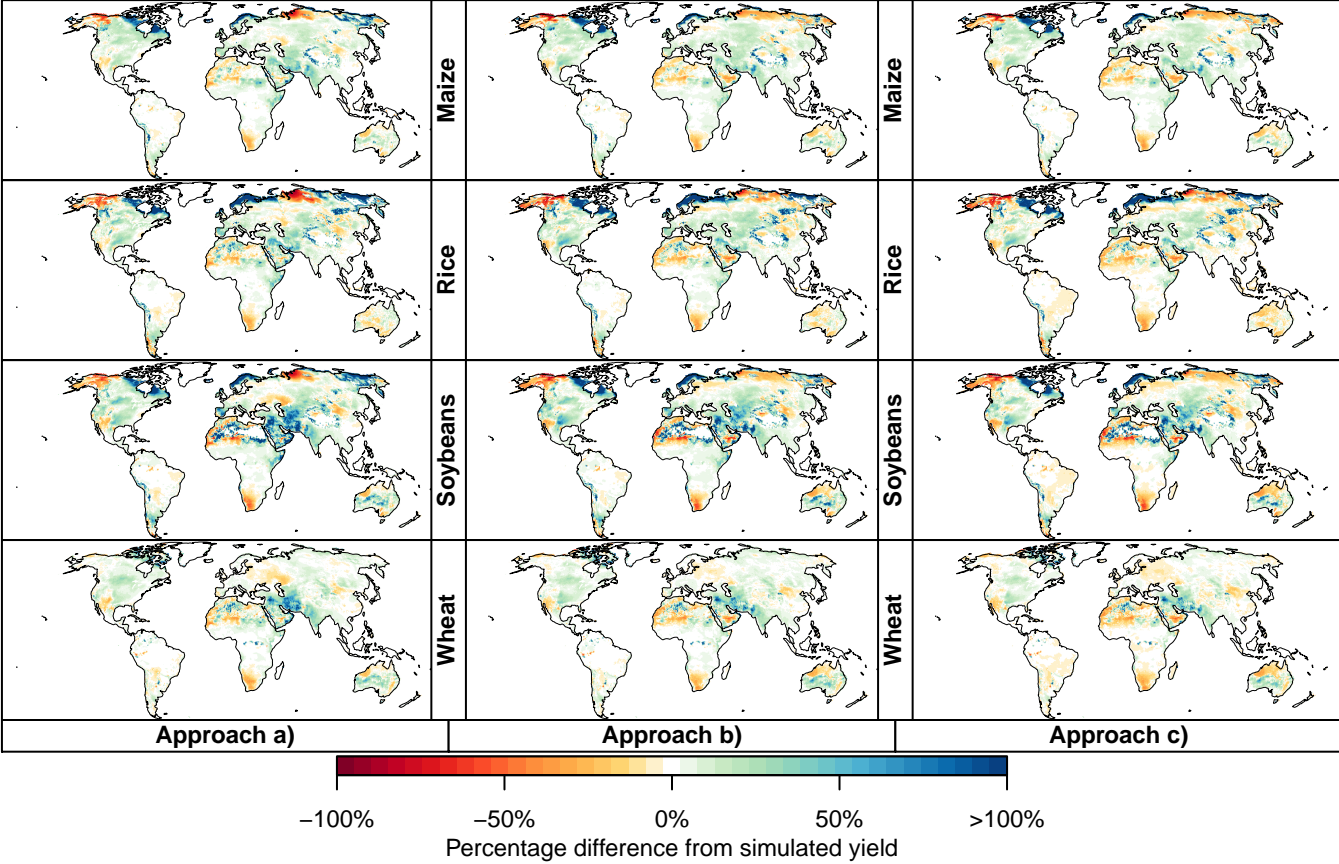 Maize
Maize
Rice
Rice
Soybeans
Soybeans
Wheat
Wheat
Approach a)
Approach b)
Approach c)
−100%
−50%
0%
50%
>100%
Percentage difference from simulated yield